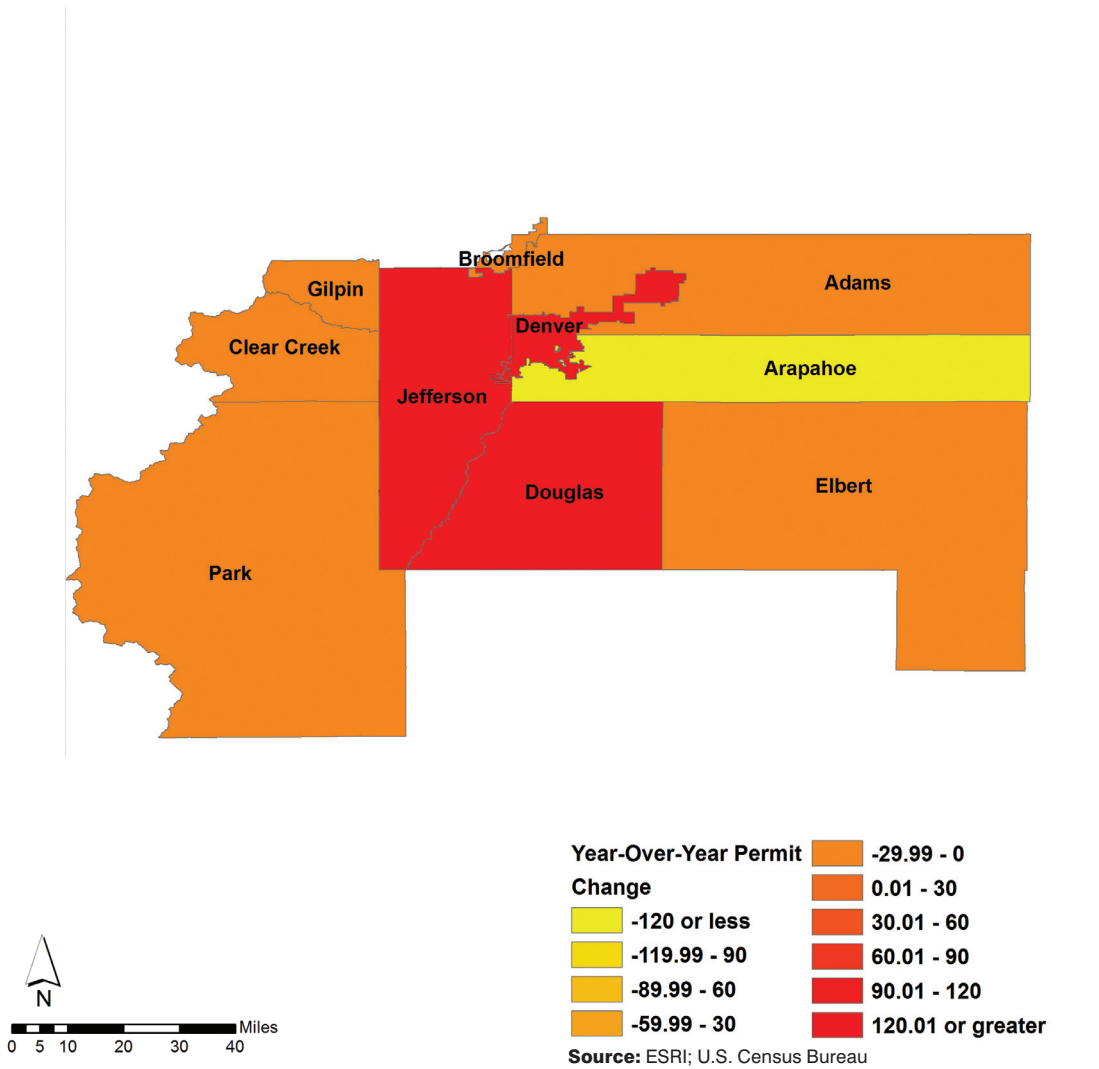 Broomfield
Gilpin
Adams
Denver
Clear Creek
Arapahoe
Jefferson
Elbert
Douglas
Park
Year-Over-Year Permit
Change
-120 or less
-119.99 - 90
-89.99 - 60
-59.99 - 30
-29.99 - 0
0.01 - 30
30.01 - 60
60.01 - 90
90.01 - 120
120.01 or greater
N
Miles
0 5 10 20 30 40
Source: ESRI; U.S. Census Bureau